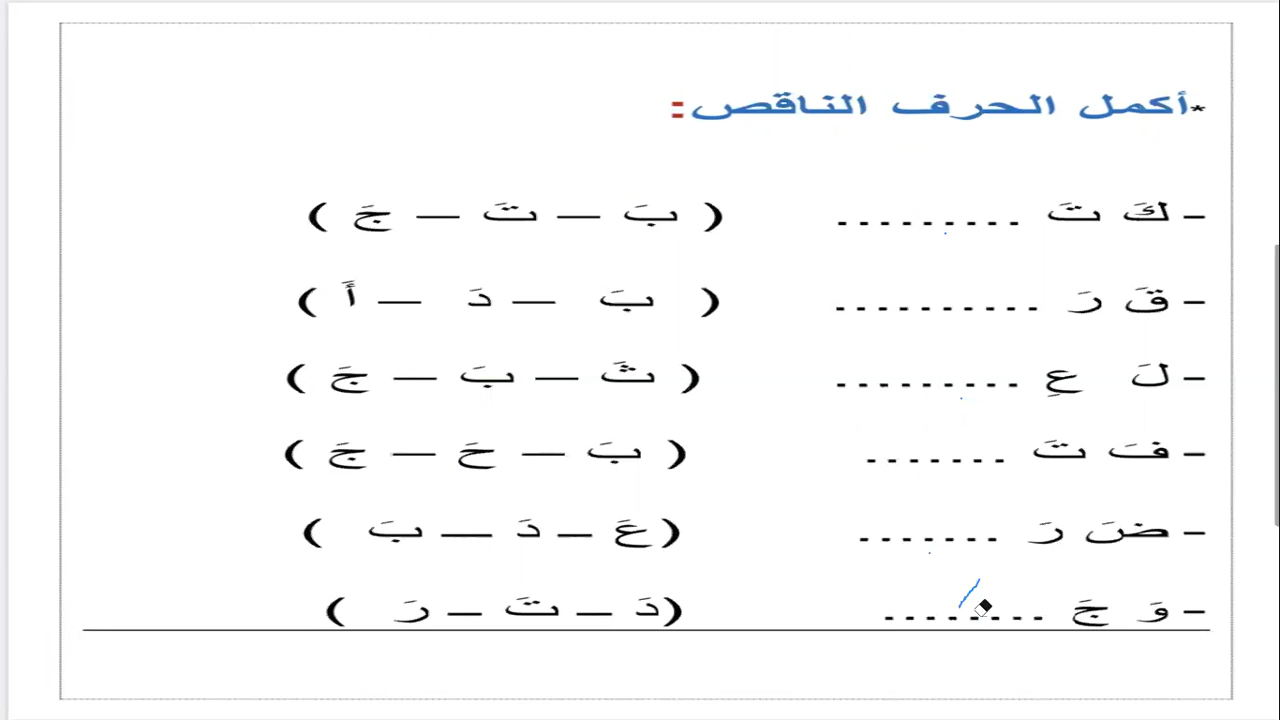 *أكمل الحرف الناقص:
- كَ تَ ......... ( بَ – تَ – جَ )
- قَ رَ .......... ( بَ – دَ – أَ )
- لَ عِ ......... ( ثَ – بَ – جَ )
- فَ تَ ....... ( بَ – حَ – جَ )
- ضَ رَ ....... (عَ – دَ – بَ )
- وَ جَ ........ (دَ – تَ – رَ )